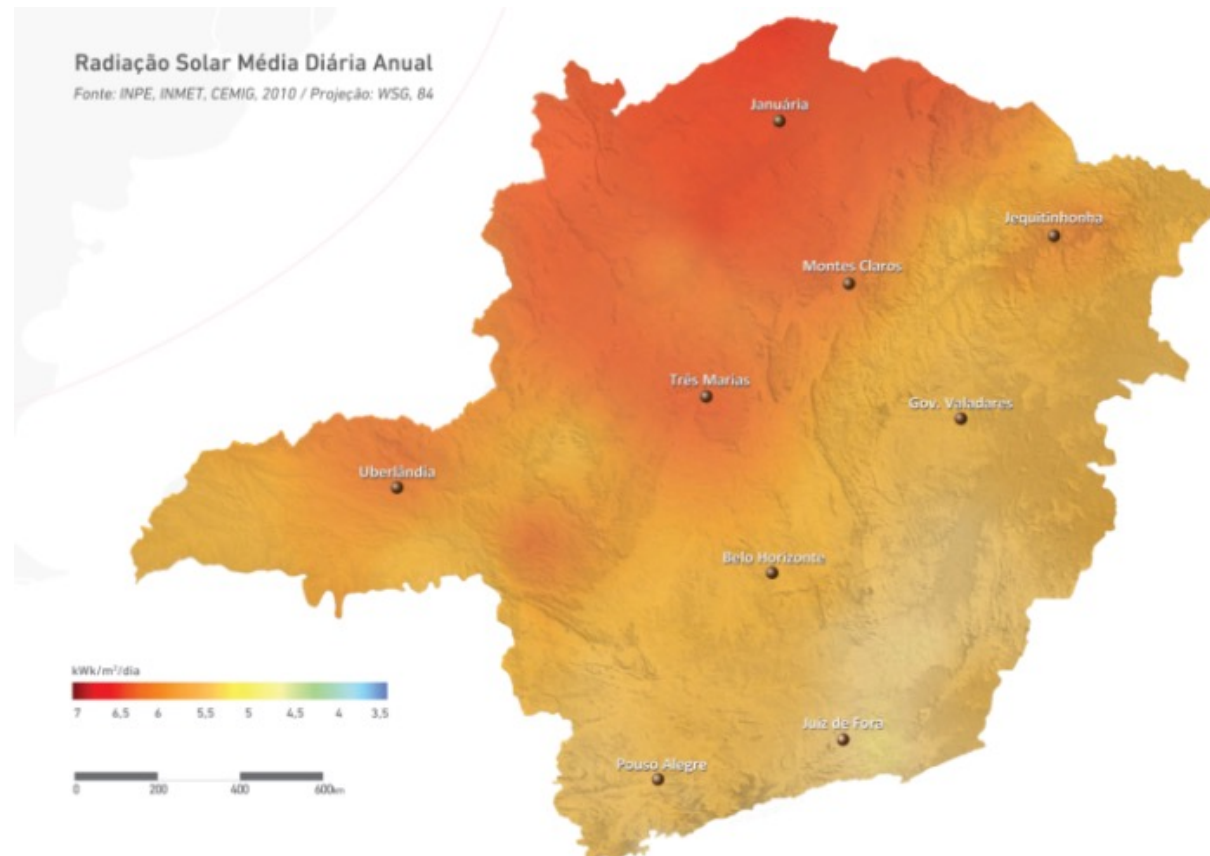 Radiação Solar Média Diária Anual
Fonte: INPE, INMET, CEMIG, 2010 / Projeção: WSG, 84
Januária
Jequitinhonha
Montes Claros
Três Marias
Gov. Valadares
Uberlândia
Belo Horizonte
Juiz de Fora
Pouso Alegre
kWk/m²/dia
7 6,5 6 5,5 5 4,5 4 3,5
0 200 400 600km